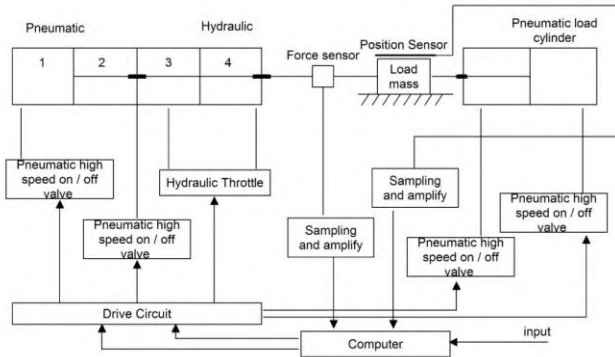 Pneumatic
Hydraulic
Position Sensor
Pneumatic load
cylinder
Force sensor
1
2
3
4
Load
mass
Pneumatic high
speed on / off
valve
Hydraulic Throttle
Sampling
and amplify
Pneumatic high
speed on / off
valve
Pneumatic high
speed on / off
valve
Sampling
and amplify
Pneumatic high
speed on / off
valve
Drive Circuit
Computer
input